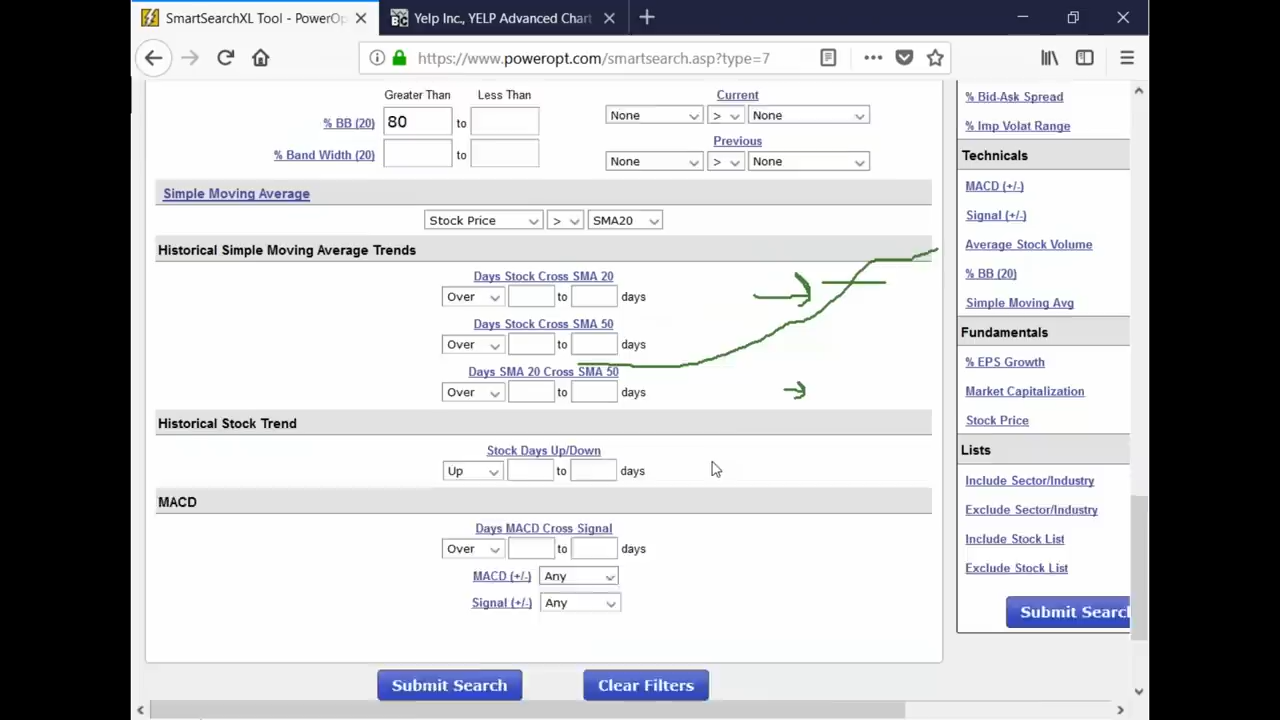 SmartSearchXL Tool - PowerOp
Yelp Inc., YELP Advanced Chart
https://www.poweropt.com/smartsearch.asp?type=7
Greater Than Less Than
% BB (20) 80 to
% Band Width (20) to
Current
None > None
Previous
None > None
Simple Moving Average
Stock Price > SMA20
Historical Simple Moving Average Trends
Days Stock Cross SMA 20
Over to days
Days Stock Cross SMA 50
Over to days
Days SMA 20 Cross SMA 50
Over to days
Historical Stock Trend
Stock Days Up/Down
Up to days
MACD
Days MACD Cross Signal
Over to days
MACD (+/-) Any
Signal (+/-) Any
Submit Search Clear Filters
% Bid-Ask Spread
% Imp Volat Range
Technicals
MACD (+/-)
Signal (+/-)
Average Stock Volume
% BB (20)
Simple Moving Avg
Fundamentals
% EPS Growth
Market Capitalization
Stock Price
Lists
Include Sector/Industry
Exclude Sector/Industry
Include Stock List
Exclude Stock List
Submit Searc